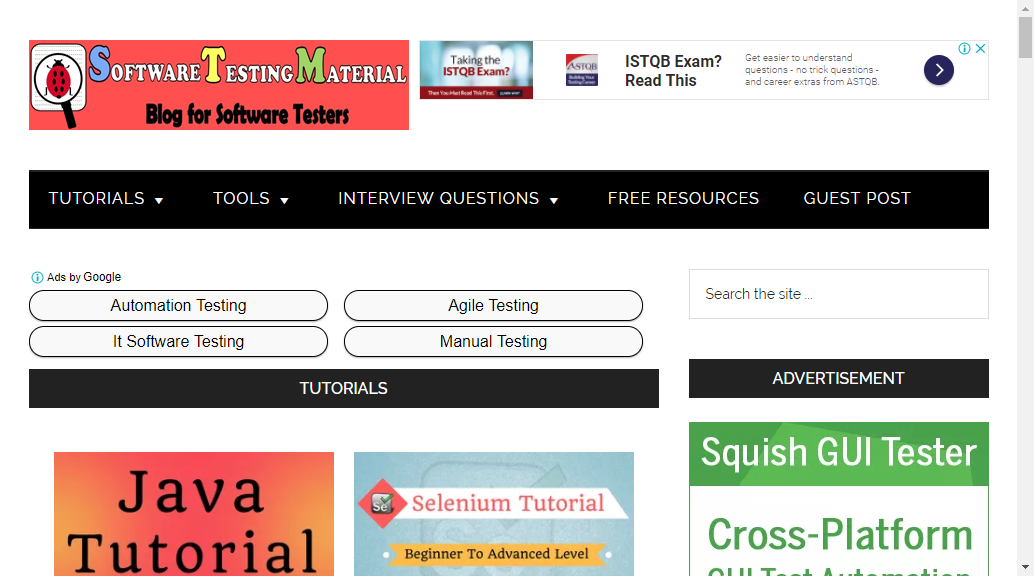 SOFTWARE TESTING MATERIAL
Blog for Software Testers
Taking the
ISTQB Exam?
Then You Must Read This First.
ASTQB
ISTQB Exam?
Read This
Get easier to understand
questions - no trick questions -
and career extras from ASTQB.
TUTORIALS
TOOLS
INTERVIEW QUESTIONS
FREE RESOURCES
GUEST POST
Ads by Google
Automation Testing
Agile Testing
It Software Testing
Manual Testing
TUTORIALS
Java
Tutorial
Se
Selenium Tutorial
Beginner To Advanced Level
Search the site ...
ADVERTISEMENT
Squish GUI Tester
Cross-Platform
GUI Test Automation